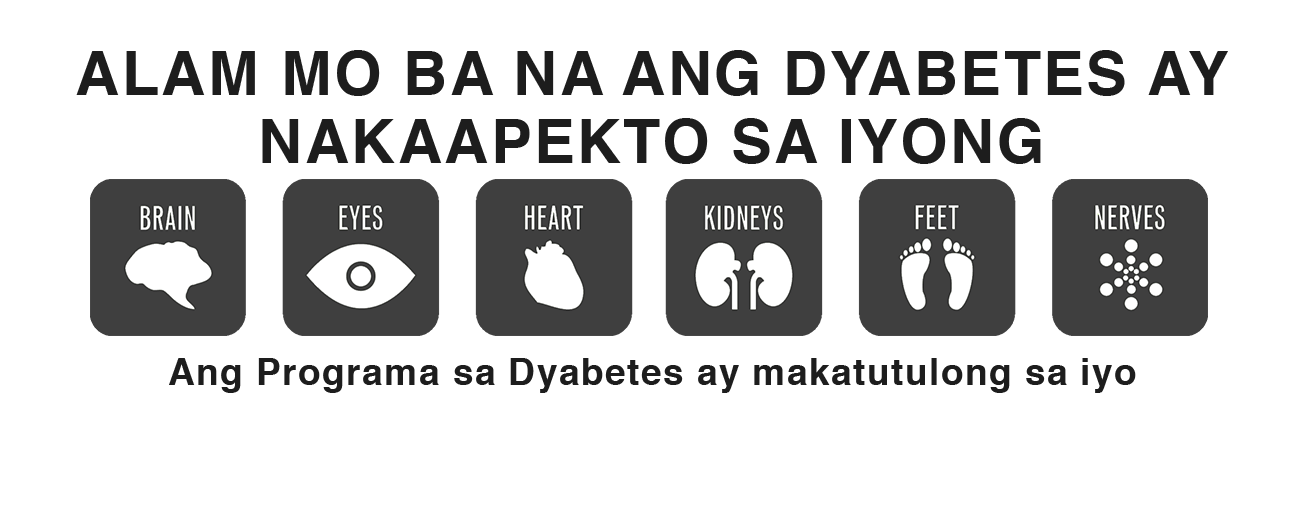 ALAM MO BA NA ANG DYABETES AY
NAKAAPEKTO SA IYONG
BRAIN EYES HEART KIDNEYS FEET NERVES
Ang Programa sa Dyabetes ay makatutulong sa iyo